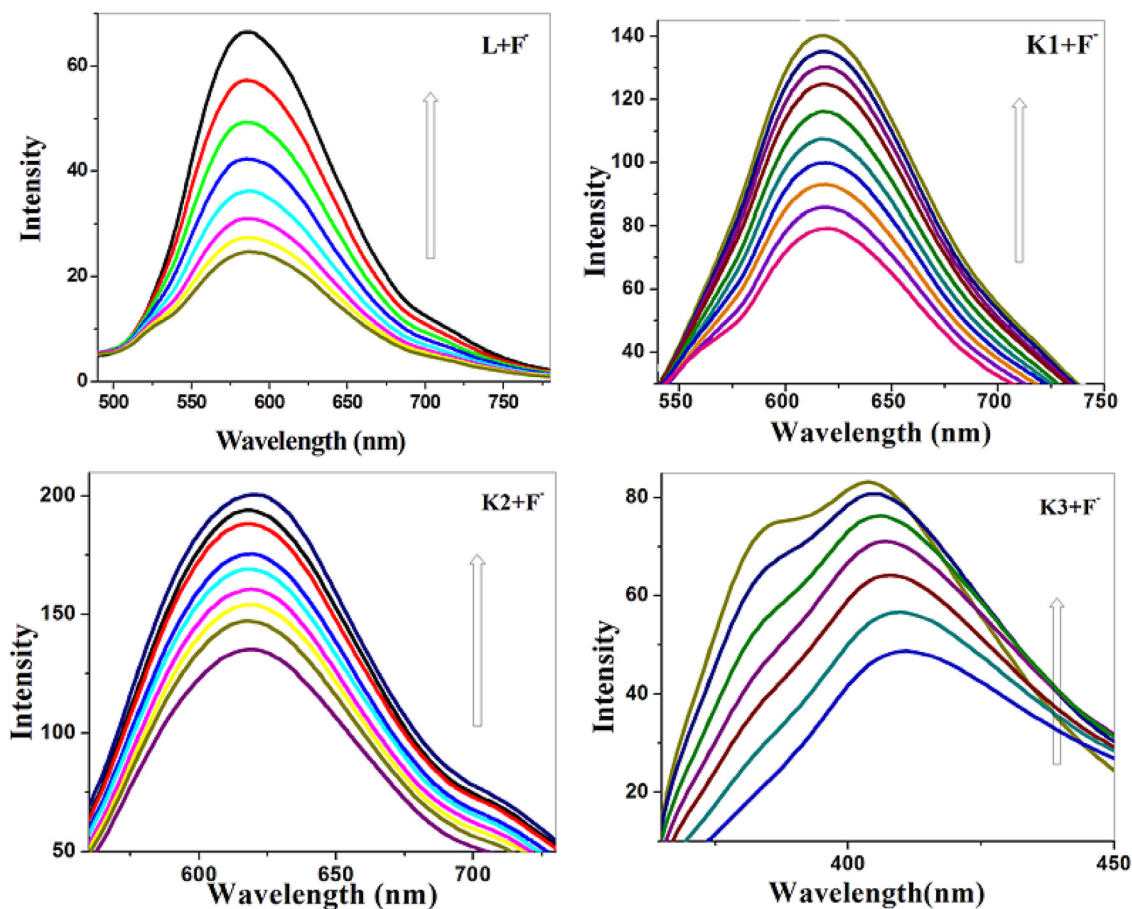 L+F-
60
40
20
0
Intensity
500 550 600 650 700 750
Wavelength (nm)
K1+F-
140
120
100
80
60
40
Intensity
550 600 650 700 750
Wavelength (nm)
K2+F-
200
150
100
50
Intensity
600 650 700
Wavelength (nm)
K3+F-
80
60
40
20
Intensity
400 450
Wavelength(nm)